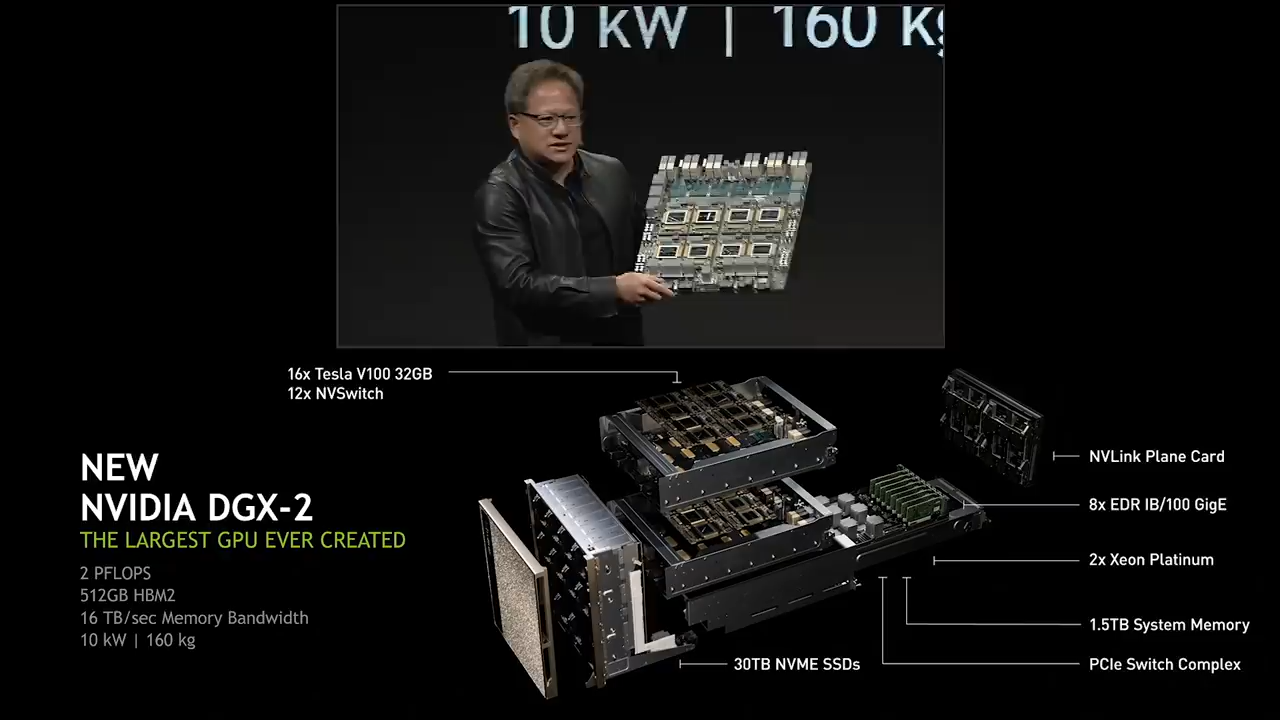 10 kW | 160 kg
16x Tesla V100 32GB
12x NVSwitch
NEW
NVIDIA DGX-2
THE LARGEST GPU EVER CREATED
2 PFLOPS
512GB HBM2
16 TB/sec Memory Bandwidth
10 kW | 160 kg
NVLink Plane Card
8x EDR IB/100 GigE
2x Xeon Platinum
1.5TB System Memory
30TB NVME SSDs
PCIe Switch Complex